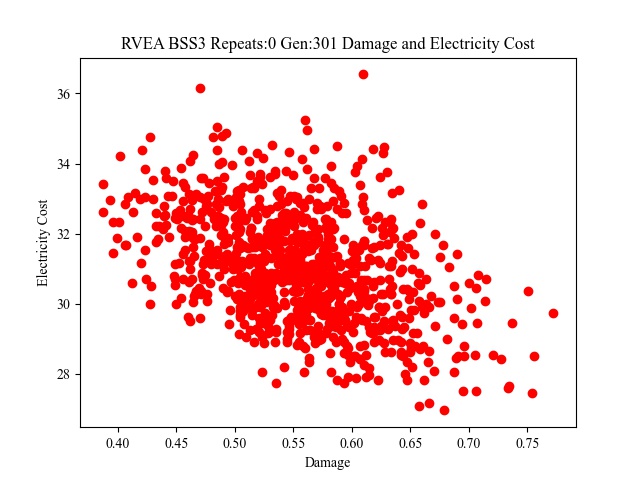 RVEA BSS3 Repeats:0 Gen:301 Damage and Electricity Cost
Electricity Cost
36
34
32
30
28
0.40 0.45 0.50 0.55 0.60 0.65 0.70 0.75
Damage